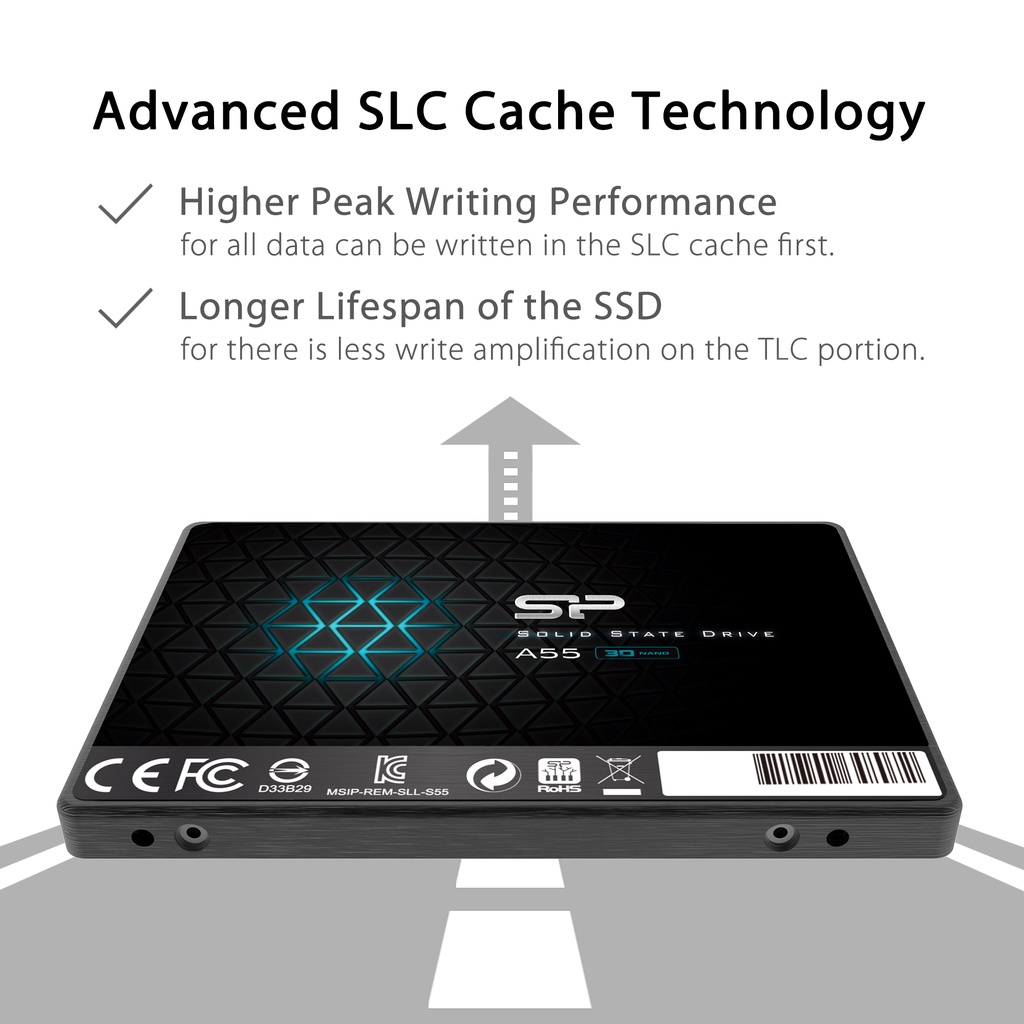 Advanced SLC Cache Technology
Higher Peak Writing Performance
for all data can be written in the SLC cache first.
Longer Lifespan of the SSD
for there is less write amplification on the TLC portion.
SP
SOLID STATE DRIVE
A55 3D NAND
CE FC D33B29 MSIP-REM-SLL-S55 RoHS